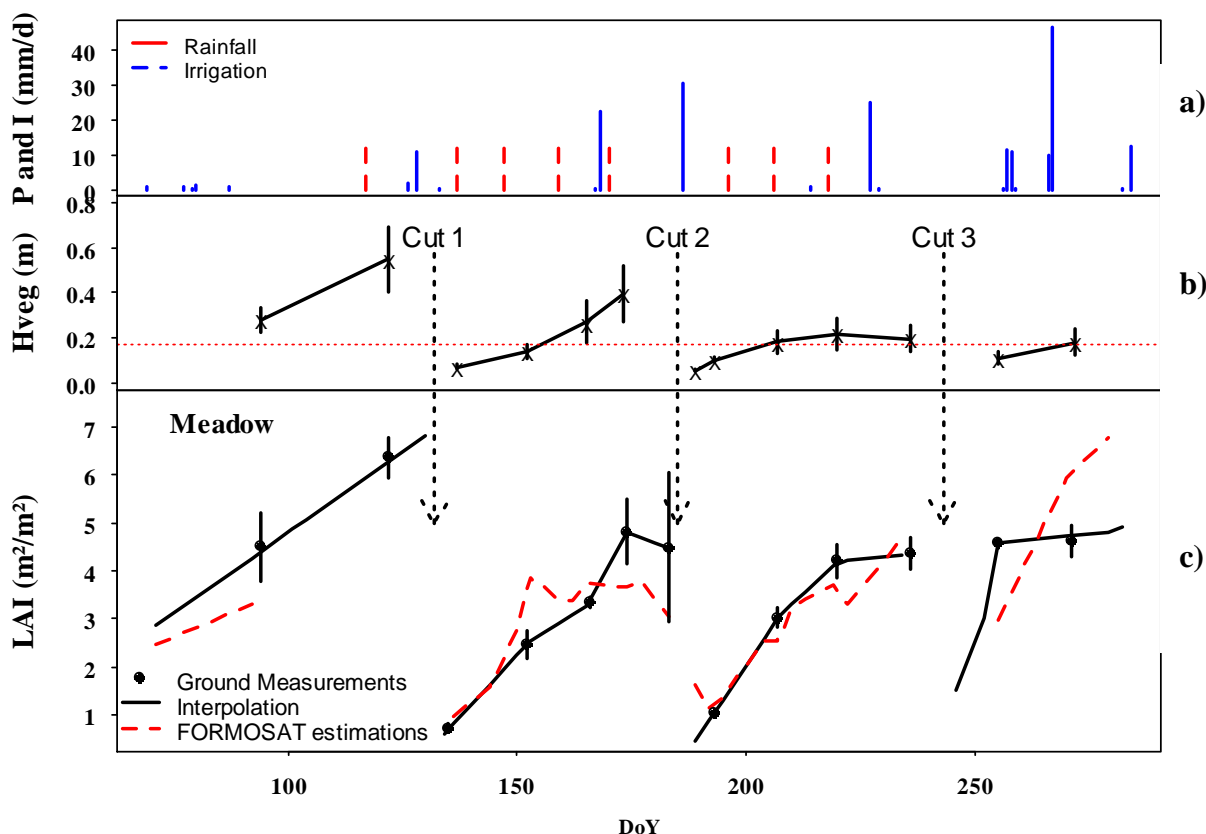 P and I (mm/d)
40
30
20
10
0
Rainfall
Irrigation
a)
Hveg (m)
0.8
0.6
0.4
0.2
0.0
Cut 1
Cut 2
Cut 3
b)
LAI (m²/m²)
Meadow
7
6
5
4
3
2
1
Ground Measurements
Interpolation
FORMOSAT estimations
c)
100
150
200
250
DoY